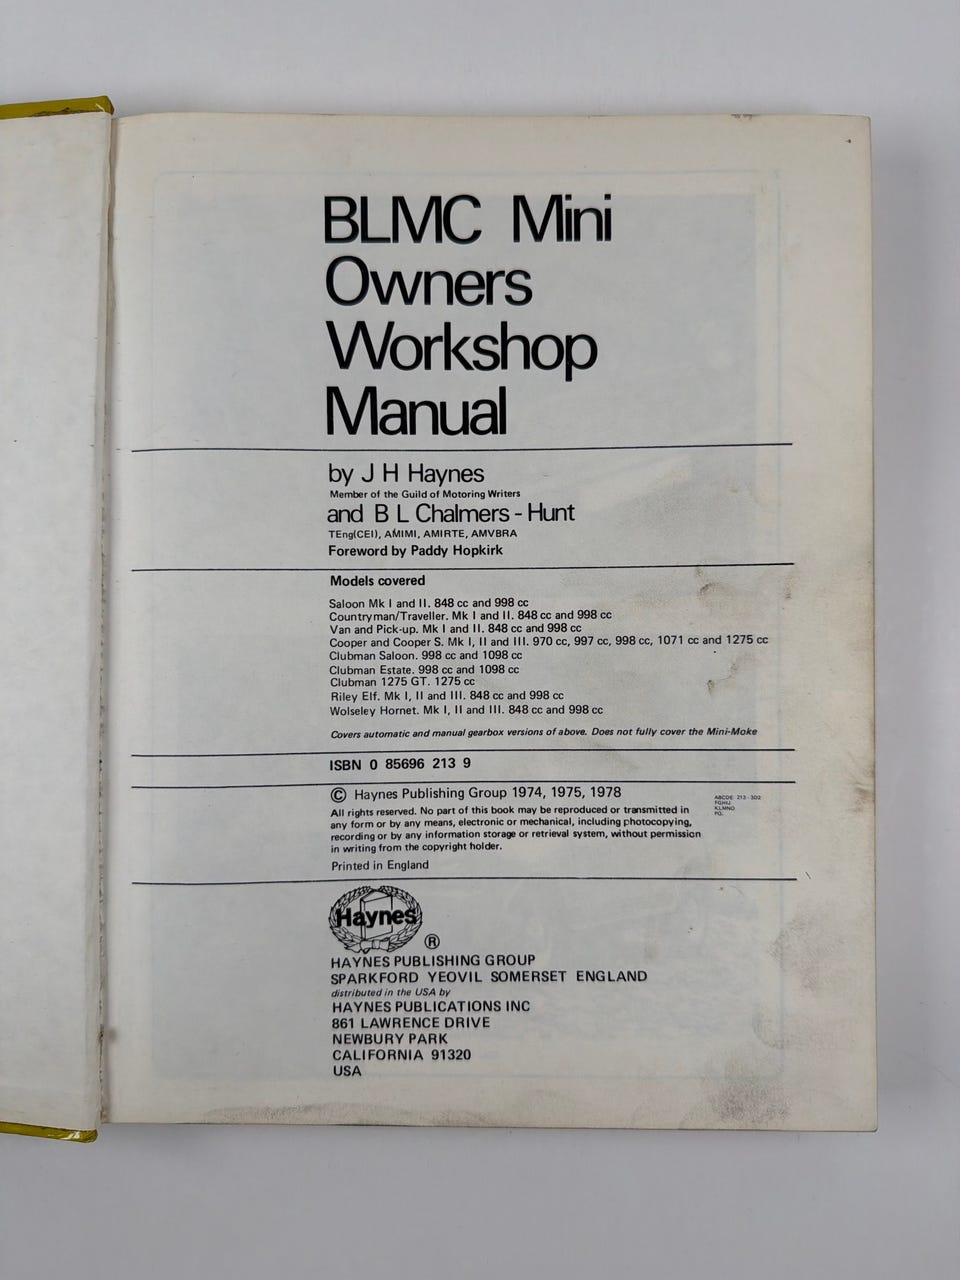 BLMC Mini
Owners
Workshop
Manual
by J H Haynes
Member of the Guild of Motoring Writers
and B L Chalmers - Hunt
TEng(CEI), AMIMI, AMIRTE, AMVBRA
Foreword by Paddy Hopkirk
Models covered
Saloon Mk I and II. 848 cc and 998 cc
Countryman/Traveller. Mk I and II. 848 cc and 998 cc
Van and Pick-up. Mk I and II. 848 cc and 998 cc
Cooper and Cooper S. Mk I, II and III. 970 cc, 997 cc, 998 cc, 1071 cc and 1275 cc
Clubman Saloon. 998 cc and 1098 cc
Clubman Estate. 998 cc and 1098 cc
Clubman 1275 GT. 1275 cc
Riley Elf. Mk I, II and III. 848 cc and 998 cc
Wolseley Hornet. Mk I, II and III. 848 cc and 998 cc
Covers automatic and manual gearbox versions of above. Does not fully cover the Mini-Moke
ISBN 0 85696 213 9
© Haynes Publishing Group 1974, 1975, 1978
ABCDE 213 - 3D2
FGHIJ
KLMNO
PQ.
All rights reserved. No part of this book may be reproduced or transmitted in
any form or by any means, electronic or mechanical, including photocopying,
recording or by any information storage or retrieval system, without permission
in writing from the copyright holder.
Printed in England
Haynes
®
HAYNES PUBLISHING GROUP
SPARKFORD YEOVIL SOMERSET ENGLAND
distributed in the USA by
HAYNES PUBLICATIONS INC
861 LAWRENCE DRIVE
NEWBURY PARK
CALIFORNIA 91320
USA